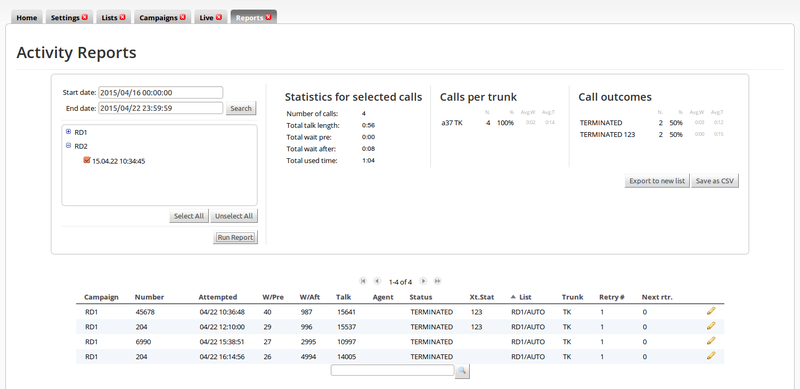 Home Settings Lists Campaigns Live Reports
Activity Reports
Start date: 2015/04/16 00:00:00
End date: 2015/04/22 23:59:59 Search
RD1
RD2
15.04.22 10:34:45
Select All Unselect All
Run Report
Statistics for selected calls
Number of calls: 4
Total talk length: 0:56
Total wait pre: 0:00
Total wait after: 0:08
Total used time: 1:04
Calls per trunk
N. % Avg.W Avg.T
a37 TK 4 100% 0:02 0:14
Call outcomes
N. % Avg.W Avg.T
TERMINATED 2 50% 0:03 0:12
TERMINATED 123 2 50% 0:00 0:15
Export to new list Save as CSV
1-4 of 4
Campaign Number Attempted W/Pre W/Aft Talk Agent Status Xt.Stat List Trunk Retry # Next rtr.
RD1 45678 04/22 10:36:48 40 987 15641 TERMINATED 123 RD1/AUTO TK 1 0
RD1 204 04/22 12:10:00 29 996 15537 TERMINATED 123 RD1/AUTO TK 1 0
RD1 6990 04/22 15:38:51 27 2995 10997 TERMINATED RD1/AUTO TK 1 0
RD1 204 04/22 16:14:56 26 4994 14005 TERMINATED RD1/AUTO TK 1 0